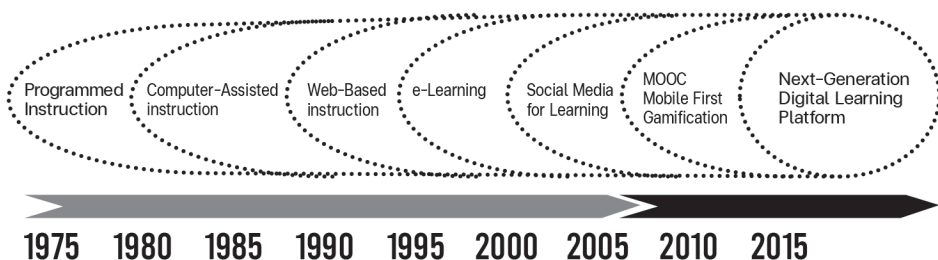 Programmed
Instruction
Computer-Assisted
instruction
Web-Based
instruction
e-Learning
Social Media
for Learning
MOOC
Mobile First
Gamification
Next-Generation
Digital Learning
Platform
1975 1980 1985 1990 1995 2000 2005 2010 2015